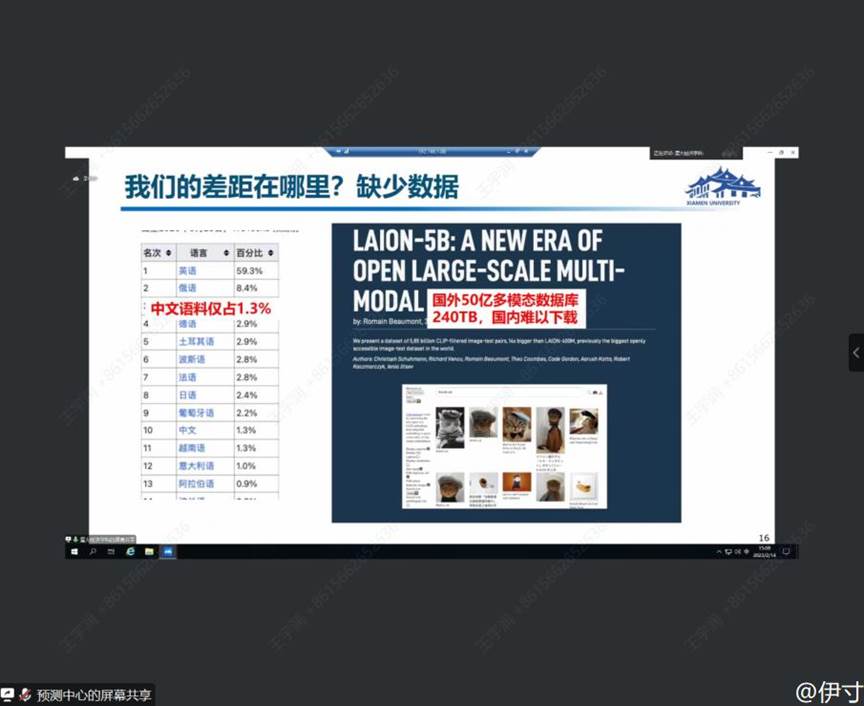 我们的差距在哪里？缺少数据
XIAMEN UNIVERSITY
名次 语言 百分比
1 英语 59.3%
2 俄语 8.4%
中文语料仅占1.3%
4 德语 2.9%
5 土耳其语 2.9%
6 波斯语 2.8%
7 法语 2.8%
8 日语 2.4%
9 葡萄牙语 2.2%
10 中文 1.3%
11 越南语 1.3%
12 意大利语 1.0%
13 阿拉伯语 0.9%
LAION-5B: A NEW ERA OF
OPEN LARGE-SCALE MULTI-
MODAL
国外50亿多模态数据库
240TB，国内难以下载
by: Romain Beaumont,
We present a dataset of 5,85 billion CLIP-filtered image-text pairs, 14x bigger than LAION-400M, previously the biggest openly
accessible image-text dataset in the world.
Authors: Christoph Schuhmann, Richard Vencu, Romain Beaumont, Theo Coombes, Cade Gordon, Aarush Katta, Robert
Kaczmarczyk, Jenia Jitsev
16
15:09
2023/2/14
预测中心的屏幕共享
@伊寸